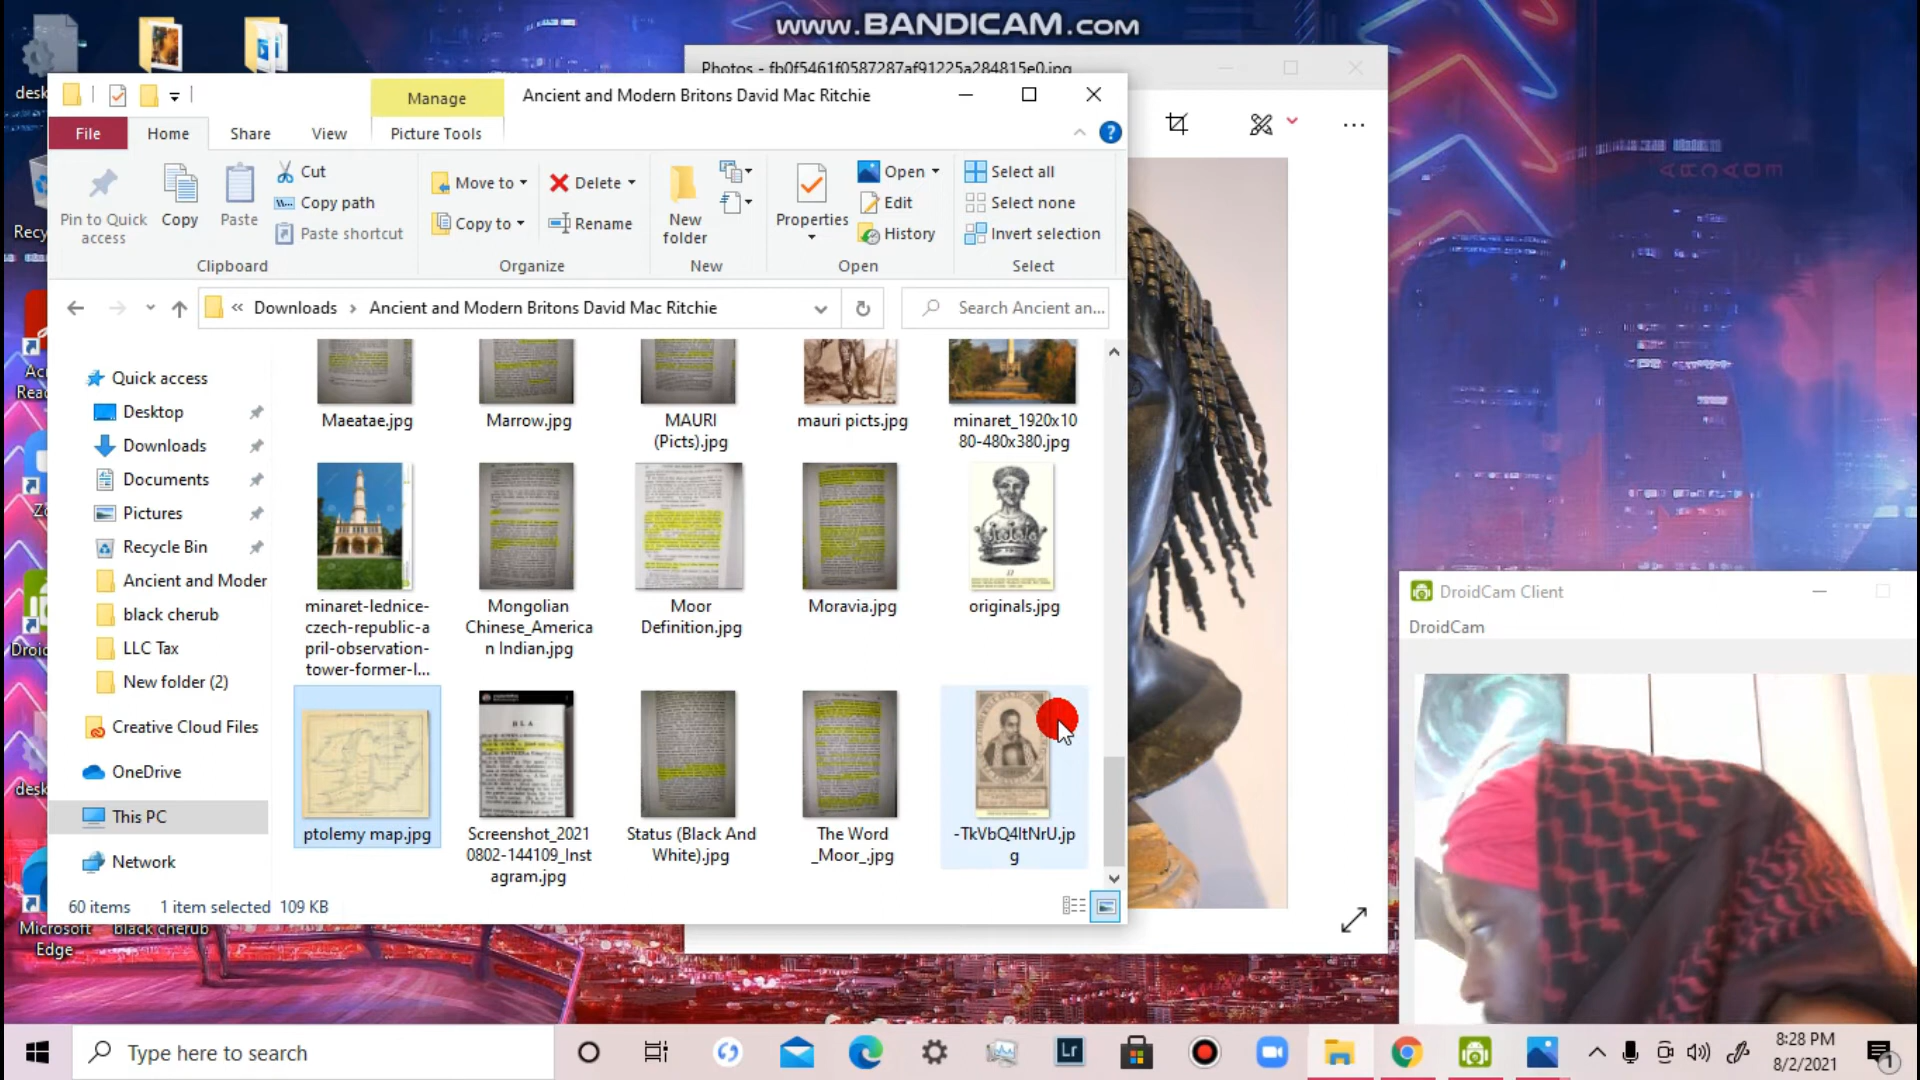 www.BANDICAM.com
Photos - fb0f5461f0587287af91225a284815e0.jpg
Manage
Ancient and Modern Britons David Mac Ritchie
File
Home
Share
View
Picture Tools
Pin to Quick access
Copy
Paste
Cut
Copy path
Paste shortcut
Clipboard
Move to
Copy to
Delete
Rename
Organize
New folder
New
Properties
Open
Edit
History
Open
Select all
Select none
Invert selection
Select
« Downloads > Ancient and Modern Britons David Mac Ritchie
Search Ancient an...
Quick access
Desktop
Downloads
Documents
Pictures
Recycle Bin
Ancient and Moder
black cherub
LLC Tax
New folder (2)
Creative Cloud Files
OneDrive
This PC
Network
Maeatae.jpg
Marrow.jpg
MAURI (Picts).jpg
mauri picts.jpg
minaret_1920x1080-480x380.jpg
minaret-lednice-czech-republic-april-observation-tower-former-l...
Mongolian Chinese_American Indian.jpg
Moor Definition.jpg
Moravia.jpg
originals.jpg
ptolemy map.jpg
BLA
Screenshot_20210802-144109_Instagram.jpg
Status (Black And White).jpg
The Word _Moor_.jpg
-TkVbQ4ltNrU.jpg
60 items
1 item selected 109 KB
Microsoft Edge
black cherub
DroidCam Client
DroidCam
Type here to search
Lr
8:28 PM
8/2/2021
1